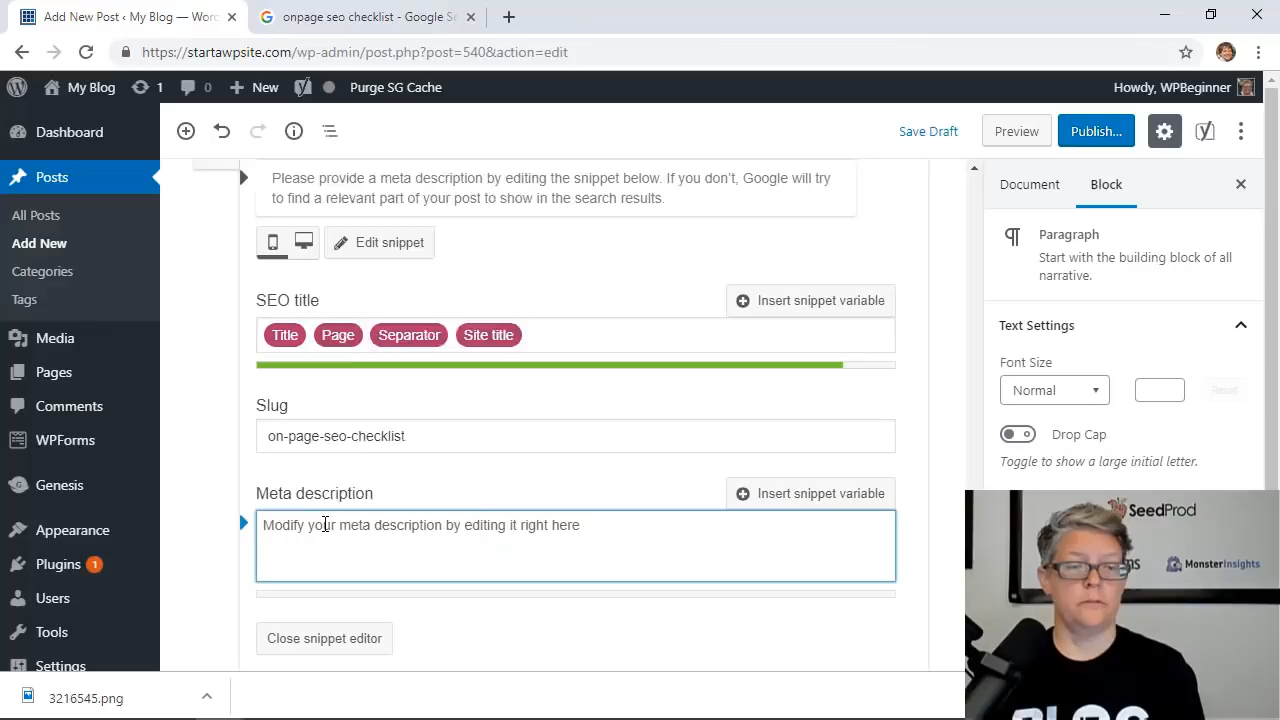 Add New Post ‹ My Blog — Wor
onpage seo checklist - Google Se
https://startawpsite.com/wp-admin/post.php?post=540&action=edit
My Blog
1
0
New
Purge SG Cache
Howdy, WPBeginner
Dashboard
Posts
All Posts
Add New
Categories
Tags
Media
Pages
Comments
WPForms
Genesis
Appearance
Plugins 1
Users
Tools
Settings
Save Draft
Preview
Publish...
Please provide a meta description by editing the snippet below. If you don't, Google will try
to find a relevant part of your post to show in the search results.
Edit snippet
SEO title
Insert snippet variable
Title
Page
Separator
Site title
Slug
on-page-seo-checklist
Meta description
Insert snippet variable
Modify your meta description by editing it right here
Close snippet editor
Document
Block
Paragraph
Start with the building block of all
narrative.
Text Settings
Font Size
Normal
Reset
Drop Cap
Toggle to show a large initial letter.
SeedProd
MonsterInsights
3216545.png